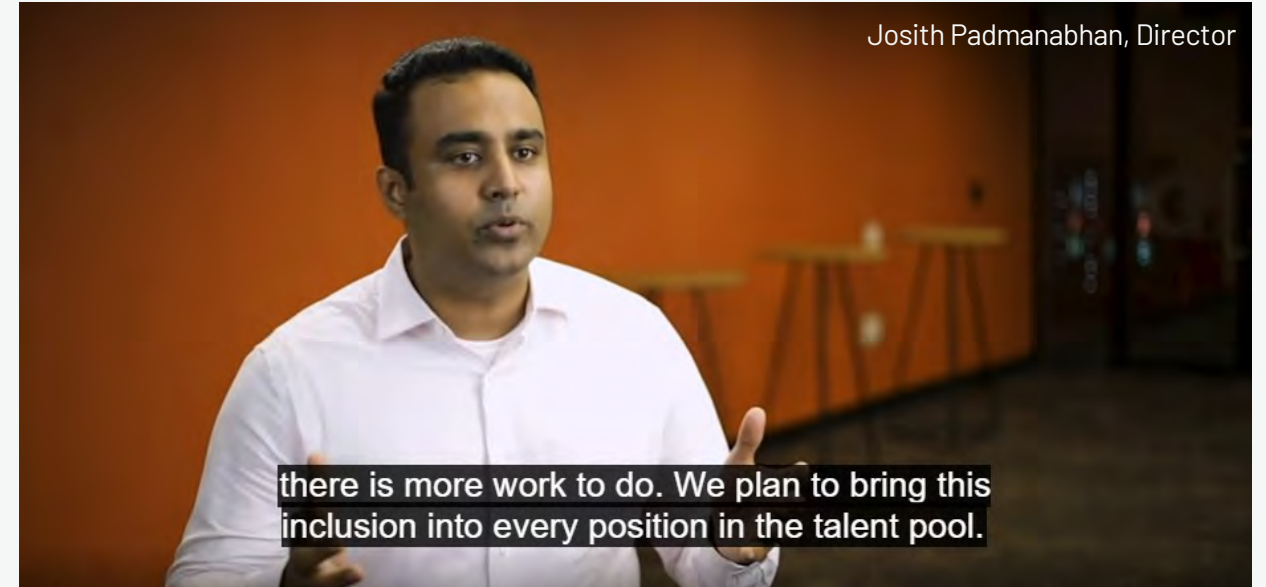 Josith Padmanabhan, Director
there is more work to do. We plan to bring this
inclusion into every position in the talent pool.